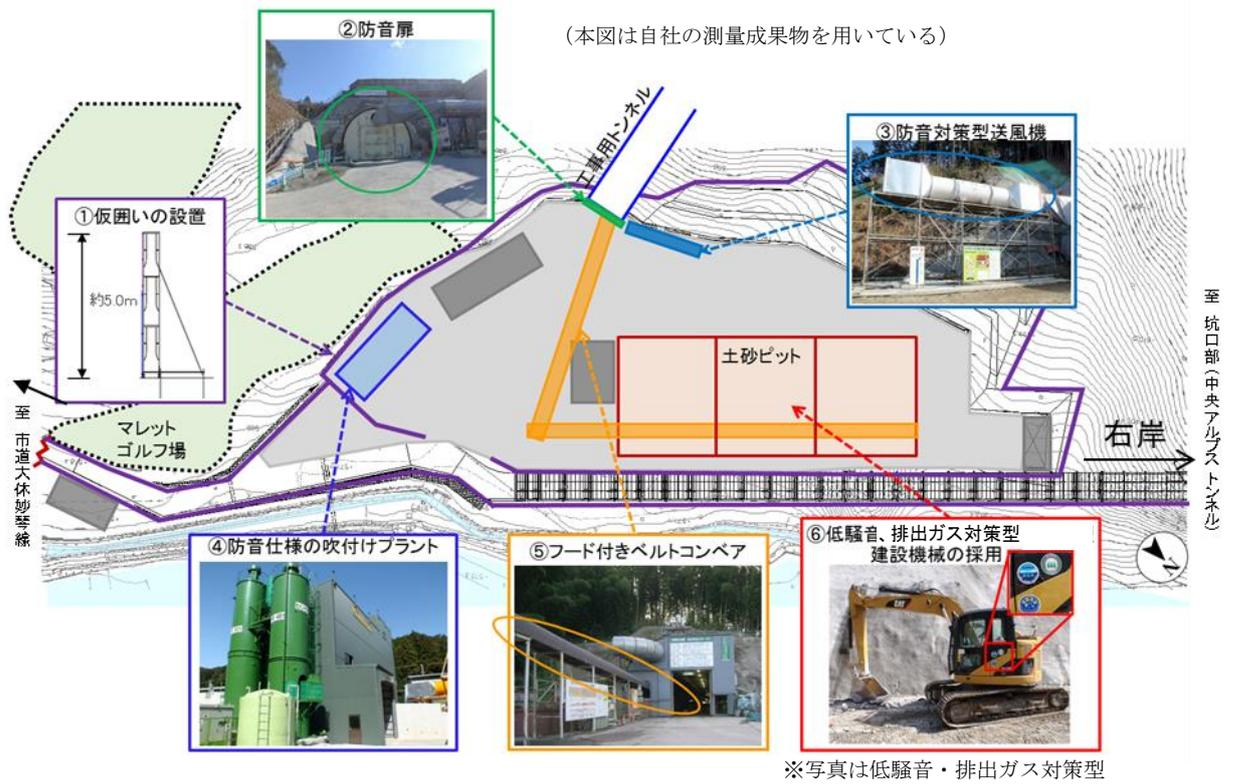 （本図は自社の測量成果物を用いている）
②防音扉
工事用トンネル
③防音対策型送風機
①仮囲いの設置
約5.0m
土砂ピット
マレット
ゴルフ場
至 市道大休妙琴線
至 坑口部(中央アルプストンネル)
右岸
④防音仕様の吹付けプラント
⑤フード付きベルトコンベア
⑥低騒音、排出ガス対策型
建設機械の採用
CAT
※写真は低騒音・排出ガス対策型